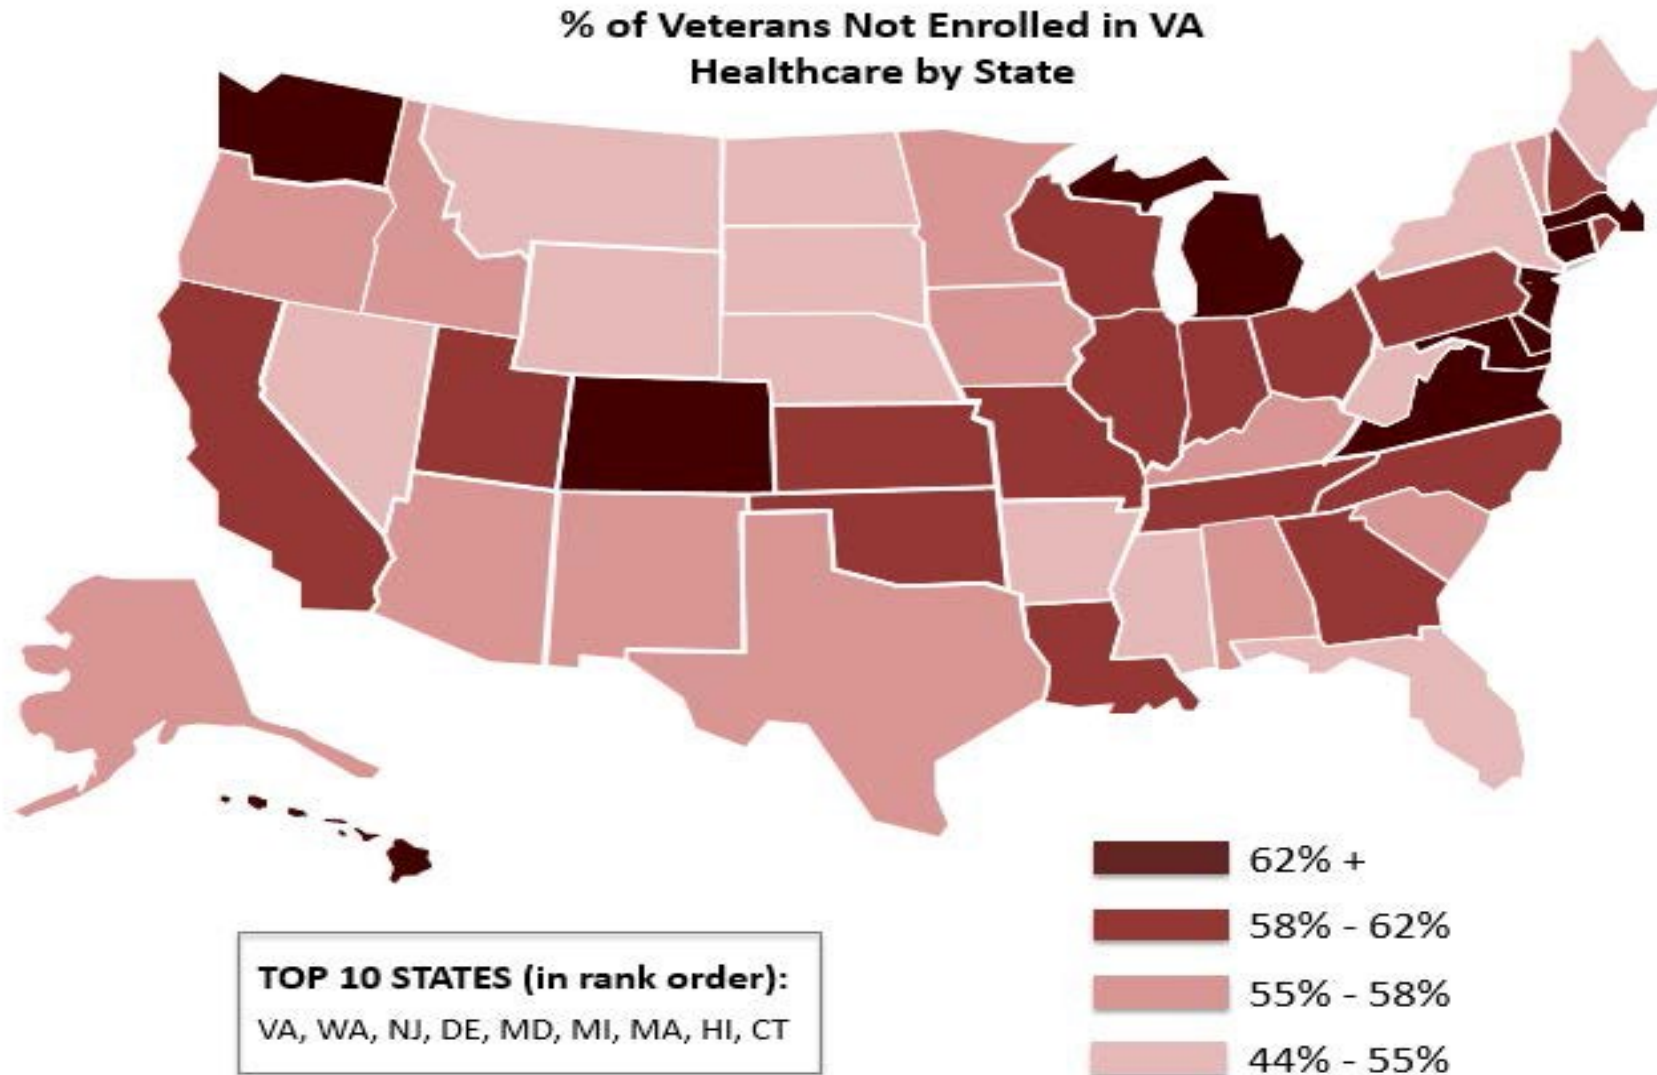 % of Veterans Not Enrolled in VA
Healthcare by State
62% +
58% - 62%
55% - 58%
44% - 55%
TOP 10 STATES (in rank order):
VA, WA, NJ, DE, MD, MI, MA, HI, CT